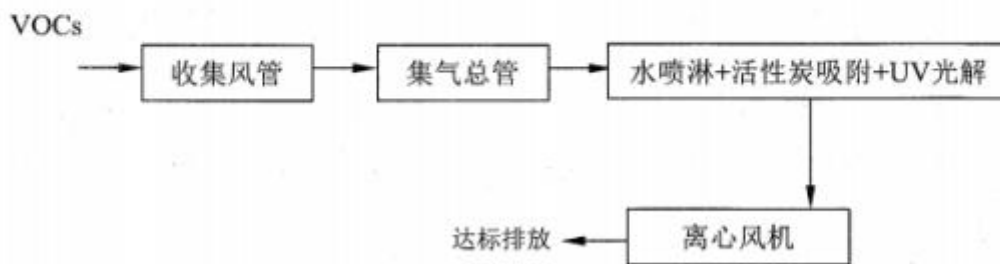 VOCs
收集风管
集气总管
水喷淋+活性炭吸附+UV光解
离心风机
达标排放